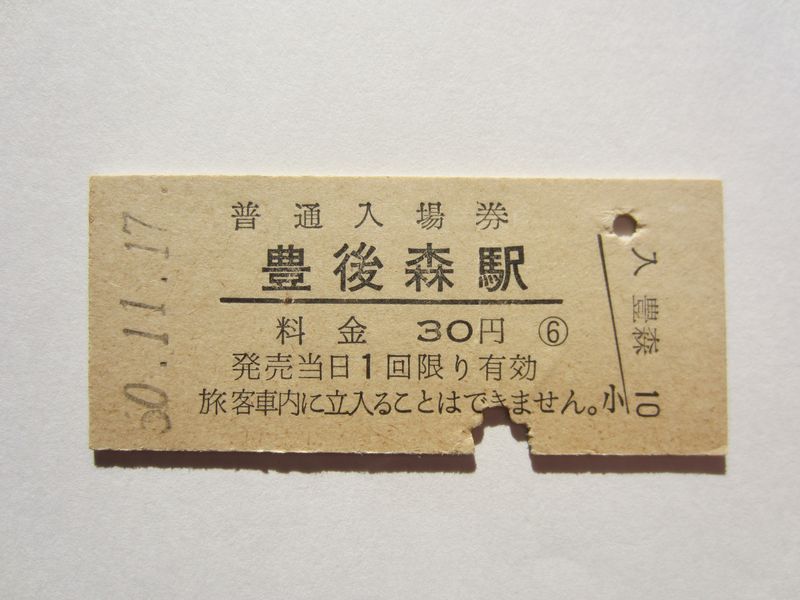 50.11.17
普通入場券
豊後森駅
料金 30円 ⑥
発売当日1回限り有効
旅客車内に立入ることはできません。
小
入 豊森 10